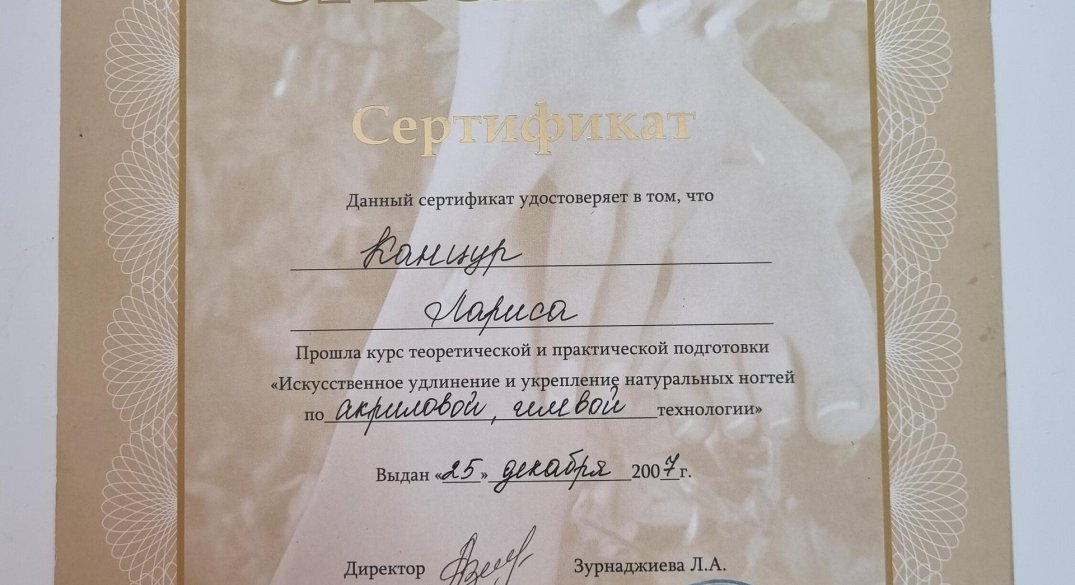 Сертификат
Данный сертификат удостоверяет в том, что
Канцур
Лариса
Прошла курс теоретической и практической подготовки
«Искусственное удлинение и укрепление натуральных ногтей
по акриловой, гелевой технологии»
Выдан «25» декабря 2007 г.
Директор Зурнаджиева Л.А.